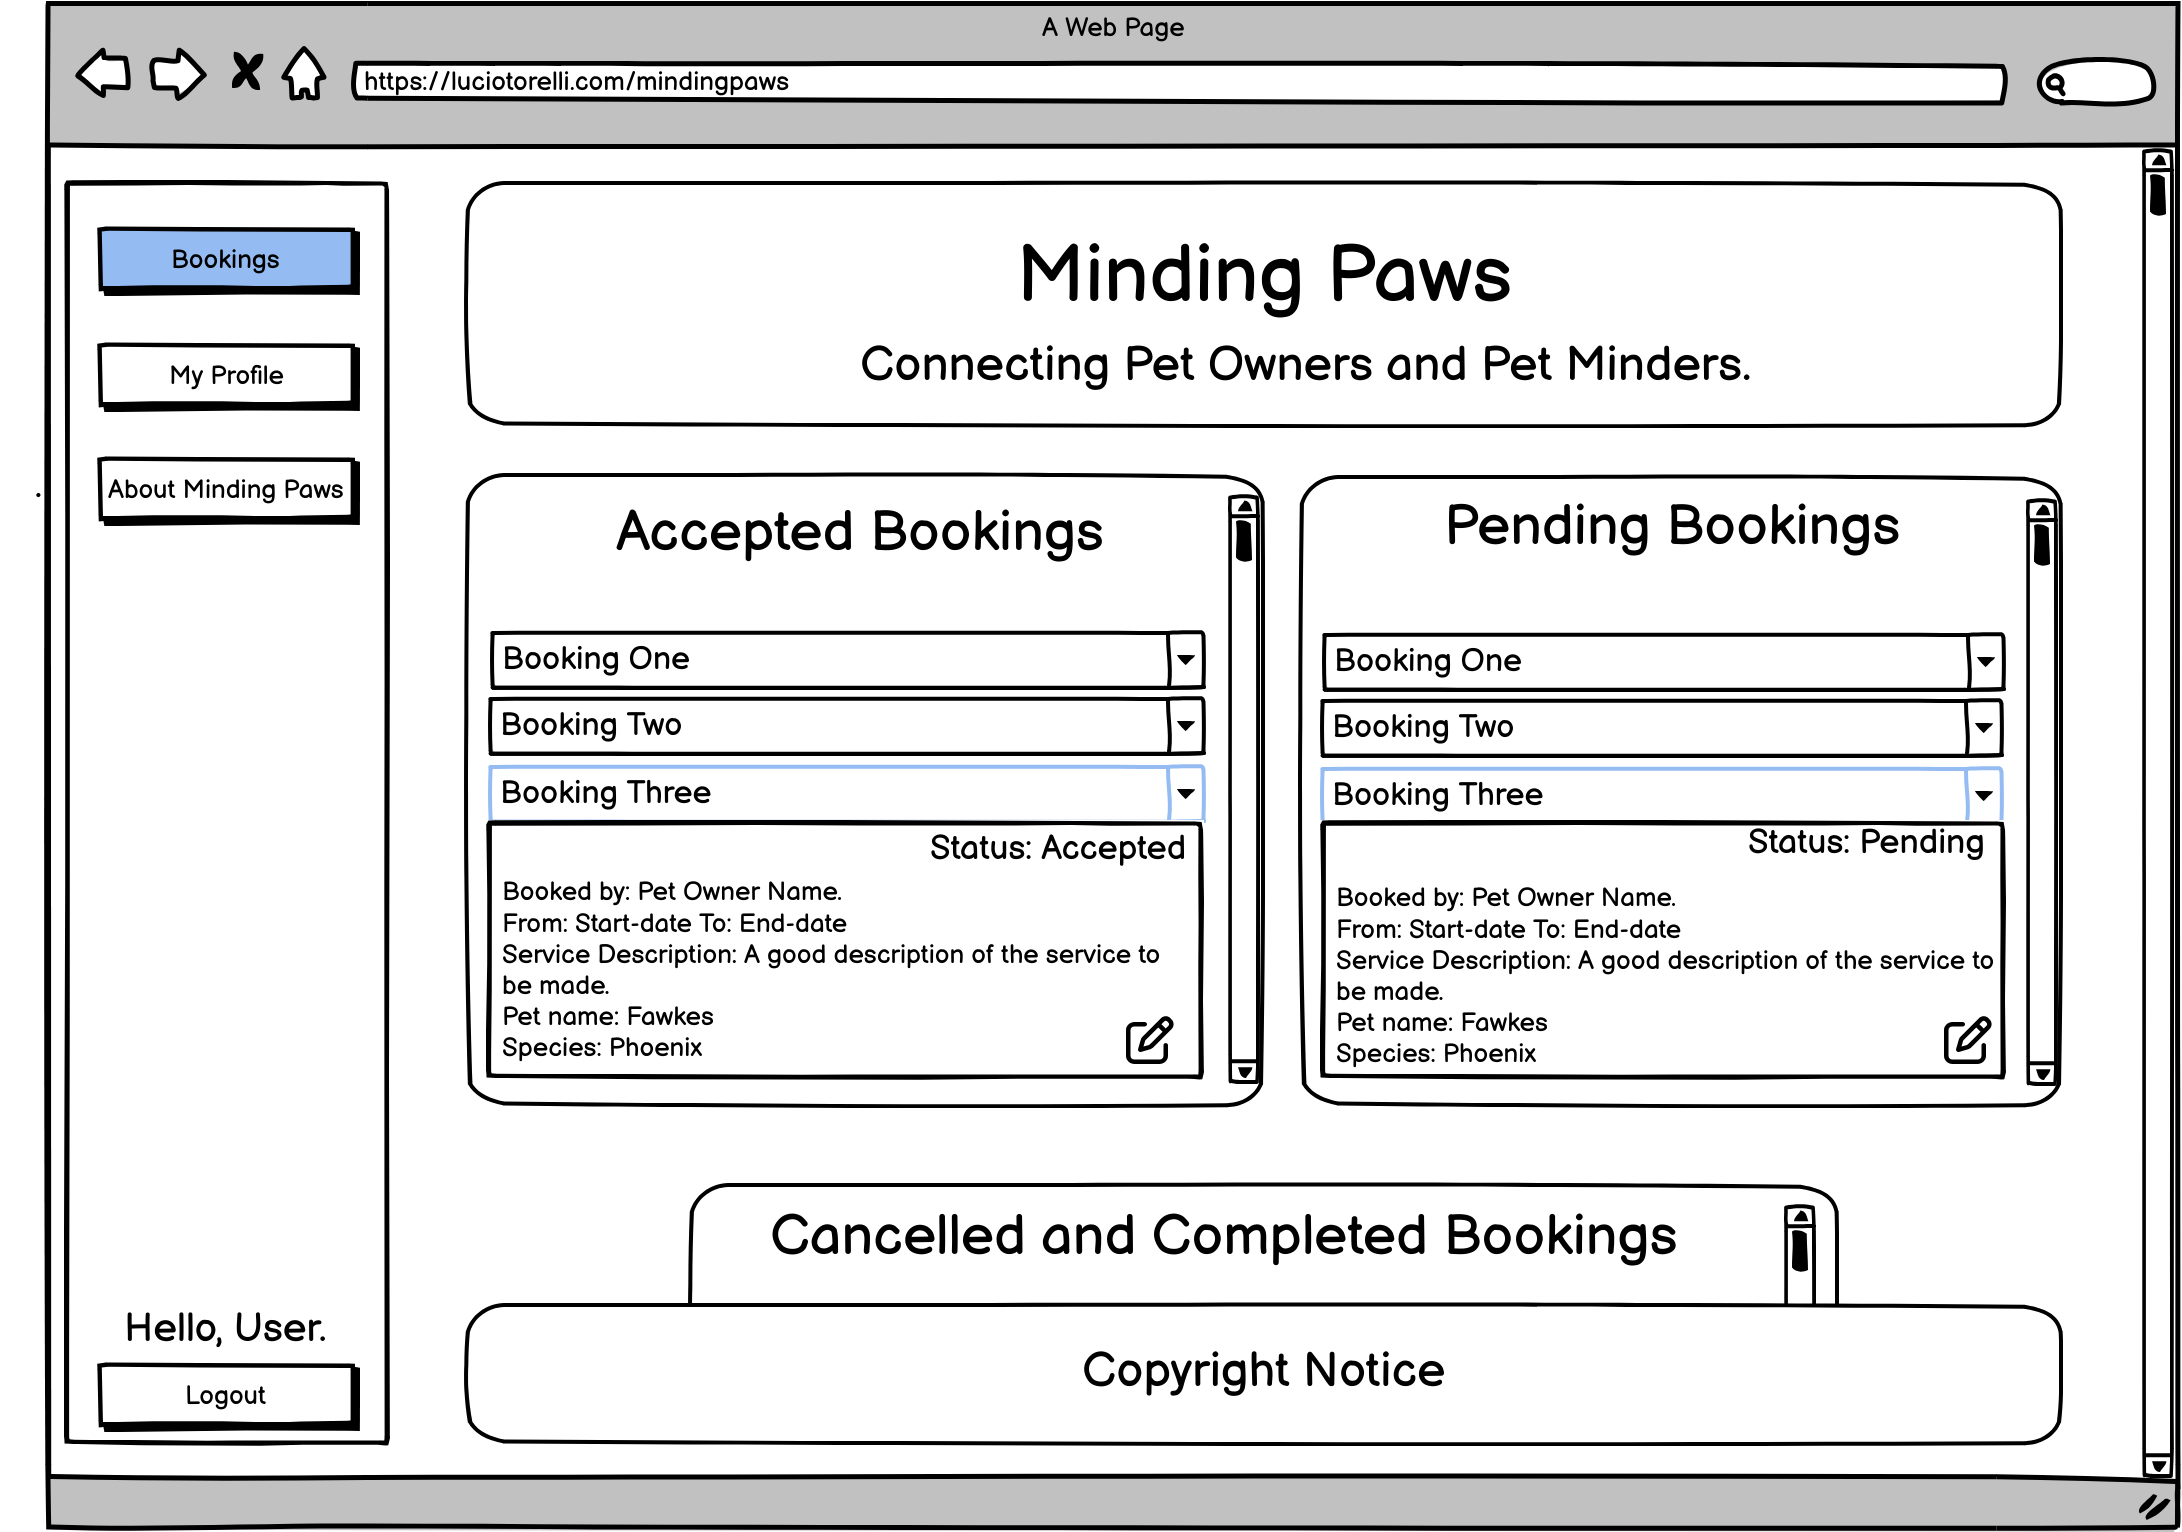 A Web Page
https://luciotorelli.com/mindingpaws
Bookings
My Profile
About Minding Paws
Hello, User.
Logout
Minding Paws
Connecting Pet Owners and Pet Minders.
Accepted Bookings
Booking One
Booking Two
Booking Three
Status: Accepted
Booked by: Pet Owner Name.
From: Start-date To: End-date
Service Description: A good description of the service to
be made.
Pet name: Fawkes
Species: Phoenix
Pending Bookings
Booking One
Booking Two
Booking Three
Status: Pending
Booked by: Pet Owner Name.
From: Start-date To: End-date
Service Description: A good description of the service to
be made.
Pet name: Fawkes
Species: Phoenix
Cancelled and Completed Bookings
Copyright Notice